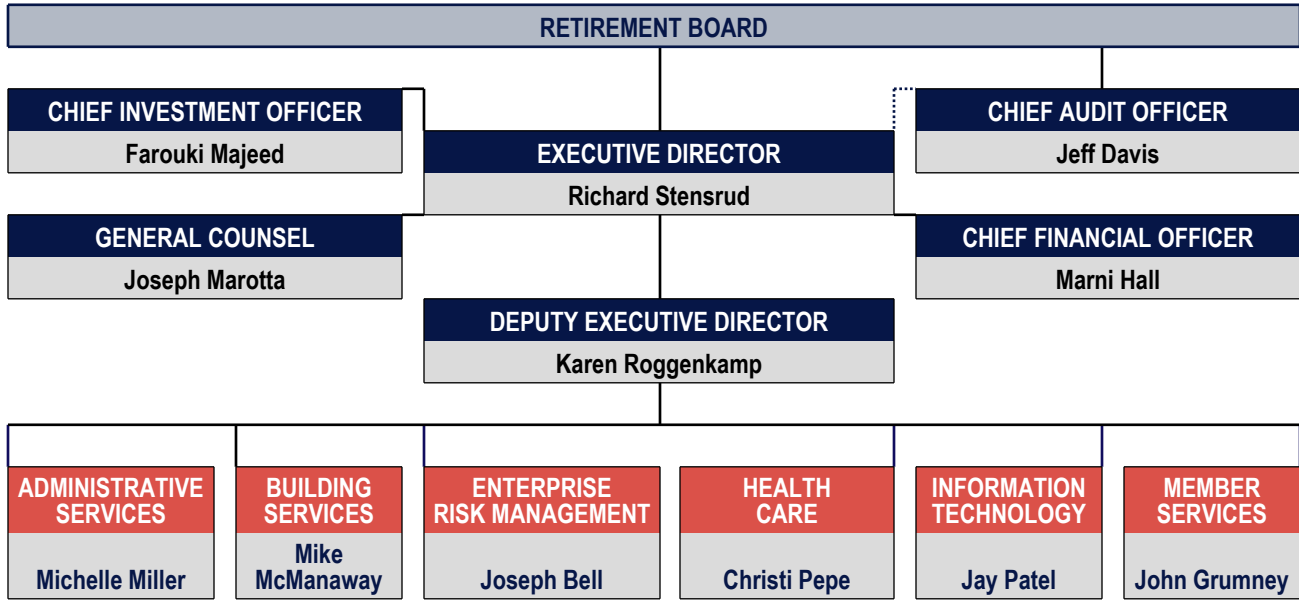 RETIREMENT BOARD
CHIEF INVESTMENT OFFICER
Farouki Majeed
CHIEF AUDIT OFFICER
Jeff Davis
EXECUTIVE DIRECTOR
Richard Stensrud
GENERAL COUNSEL
Joseph Marotta
CHIEF FINANCIAL OFFICER
Marni Hall
DEPUTY EXECUTIVE DIRECTOR
Karen Roggenkamp
ADMINISTRATIVE
SERVICES
Michelle Miller
BUILDING
SERVICES
Mike
McManaway
ENTERPRISE
RISK MANAGEMENT
Joseph Bell
HEALTH
CARE
Christi Pepe
INFORMATION
TECHNOLOGY
Jay Patel
MEMBER
SERVICES
John Grumney